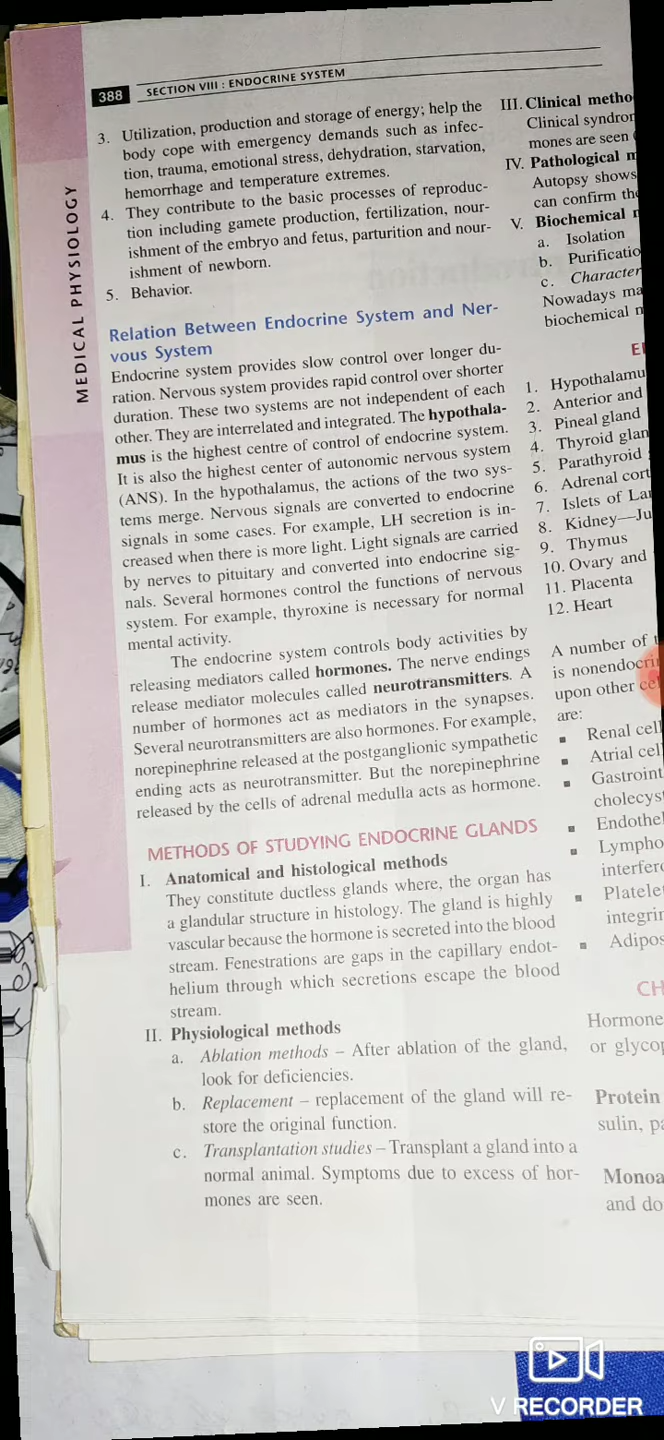 388 SECTION VIII : ENDOCRINE SYSTEM
MEDICAL PHYSIOLOGY
3. Utilization, production and storage of energy; help the
body cope with emergency demands such as infec-
tion, trauma, emotional stress, dehydration, starvation,
hemorrhage and temperature extremes.
4. They contribute to the basic processes of reproduc-
tion including gamete production, fertilization, nour-
ishment of the embryo and fetus, parturition and nour-
ishment of newborn.
5. Behavior.
Relation Between Endocrine System and Ner-
vous System
Endocrine system provides slow control over longer du-
ration. Nervous system provides rapid control over shorter
duration. These two systems are not independent of each
other. They are interrelated and integrated. The hypothala-
mus is the highest centre of control of endocrine system.
It is also the highest center of autonomic nervous system
(ANS). In the hypothalamus, the actions of the two sys-
tems merge. Nervous signals are converted to endocrine
signals in some cases. For example, LH secretion is in-
creased when there is more light. Light signals are carried
by nerves to pituitary and converted into endocrine sig-
nals. Several hormones control the functions of nervous
system. For example, thyroxine is necessary for normal
mental activity.
The endocrine system controls body activities by
releasing mediators called hormones. The nerve endings
release mediator molecules called neurotransmitters. A
number of hormones act as mediators in the synapses.
Several neurotransmitters are also hormones. For example,
norepinephrine released at the postganglionic sympathetic
ending acts as neurotransmitter. But the norepinephrine
released by the cells of adrenal medulla acts as hormone.
METHODS OF STUDYING ENDOCRINE GLANDS
I. Anatomical and histological methods
They constitute ductless glands where, the organ has
a glandular structure in histology. The gland is highly
vascular because the hormone is secreted into the blood
stream. Fenestrations are gaps in the capillary endot-
helium through which secretions escape the blood
stream.
II. Physiological methods
a. Ablation methods – After ablation of the gland,
look for deficiencies.
b. Replacement – replacement of the gland will re-
store the original function.
c. Transplantation studies – Transplant a gland into a
normal animal. Symptoms due to excess of hor-
mones are seen.
III. Clinical metho
Clinical syndror
mones are seen
IV. Pathological
Autopsy shows
can confirm the
V. Biochemical
a. Isolation
b. Purificatio
c. Character
Nowadays ma
biochemical
1. Hypothalamu
2. Anterior and
3. Pineal gland
4. Thyroid glan
5. Parathyroid
6. Adrenal cort
7. Islets of La
8. Kidney—Ju
9. Thymus
10. Ovary and
11. Placenta
12. Heart
A number of
is nonendocri
upon other ce
are:
▪ Renal cell
▪ Atrial cell
▪ Gastroint
cholecyst
▪ Endothel
▪ Lympho
interfer
▪ Platele
integrin
▪ Adipos
CH
Hormone
or glycop
Protein
sulin, pa
Monoa
and do
V RECORDER